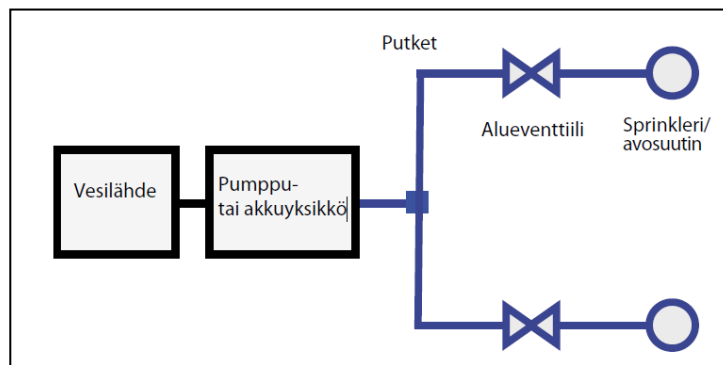 Putket
Alueventtiili
Sprinkleri/
avosuutin
Vesilähde
Pumppu-
tai akkuyksikkö